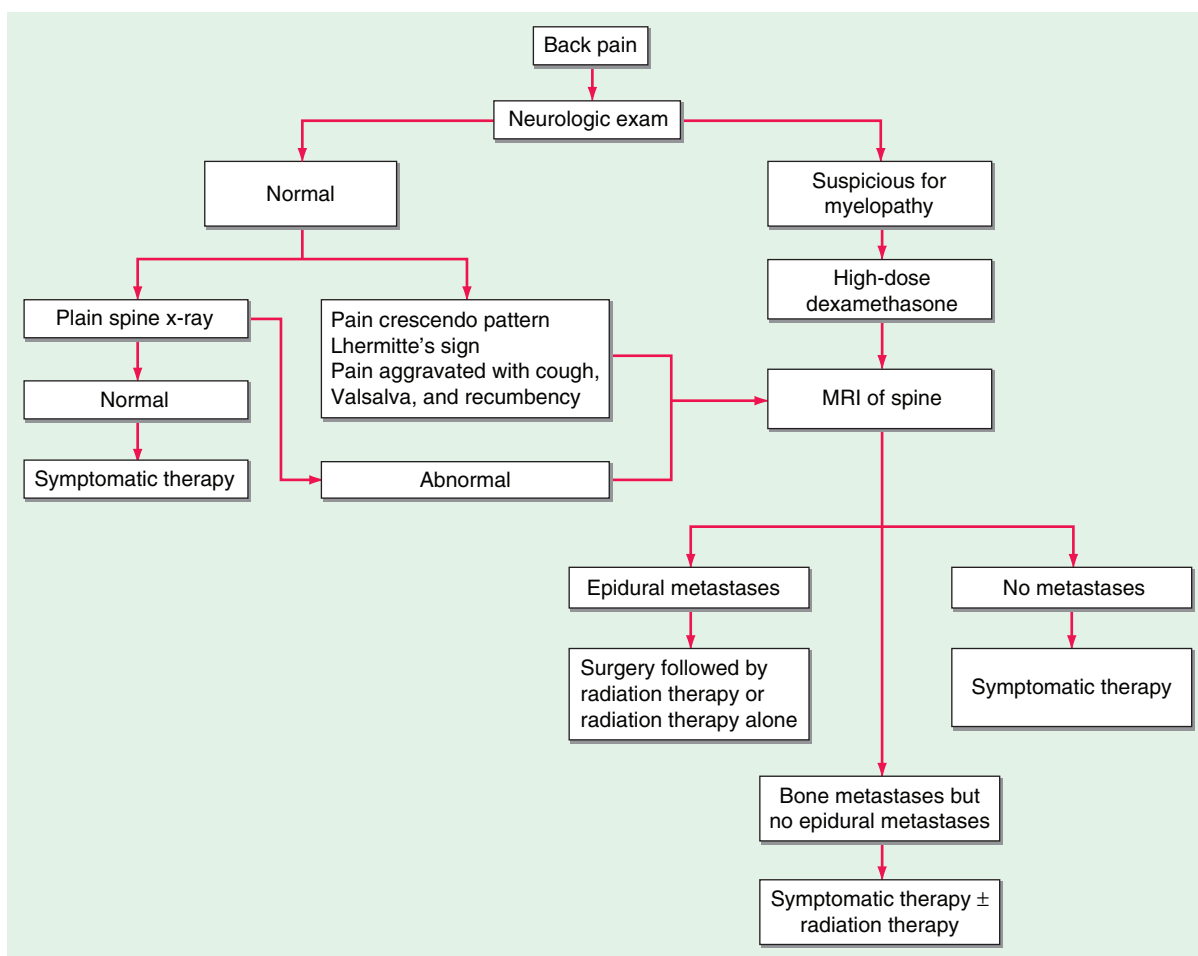 Back pain
Neurologic exam
Normal
Suspicious for
myelopathy
High-dose
dexamethasone
Plain spine x-ray
Pain crescendo pattern
Lhermitte's sign
Pain aggravated with cough,
Valsalva, and recumbency
MRI of spine
Normal
Symptomatic therapy
Abnormal
Epidural metastases
No metastases
Surgery followed by
radiation therapy or
radiation therapy alone
Symptomatic therapy
Bone metastases but
no epidural metastases
Symptomatic therapy ±
radiation therapy